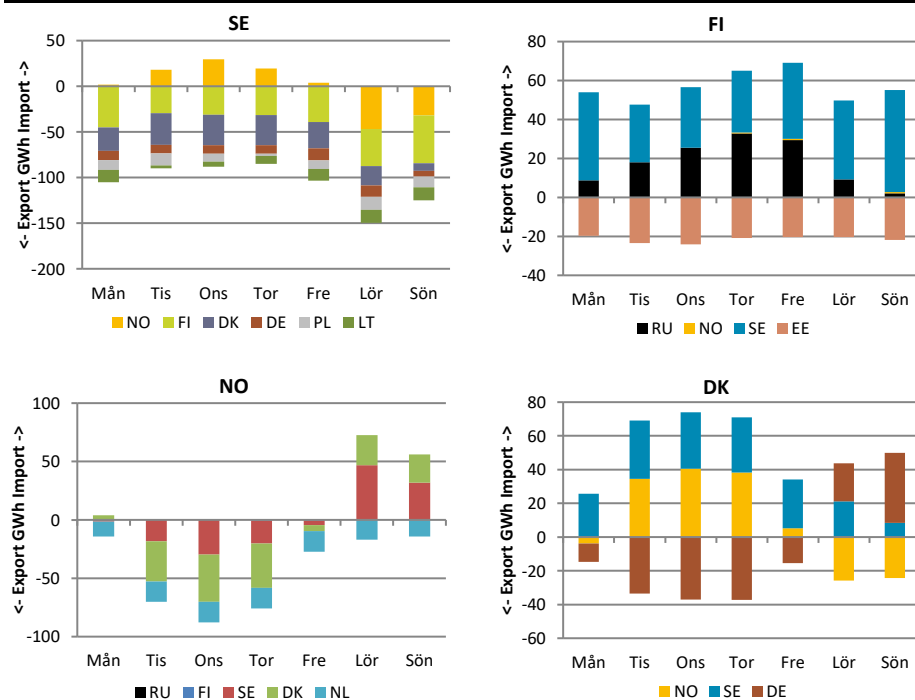 SE
<- Export GWh Import ->
50
0
-50
-100
-150
-200
Mån Tis Ons Tor Fre Lör Sön
NO FI DK DE PL LT
FI
<- Export GWh Import ->
80
60
40
20
0
-20
-40
Mån Tis Ons Tor Fre Lör Sön
RU NO SE EE
NO
<- Export GWh Import ->
100
50
0
-50
-100
Mån Tis Ons Tor Fre Lör Sön
RU FI SE DK NL
DK
<- Export GWh Import ->
80
60
40
20
0
-20
-40
-60
Mån Tis Ons Tor Fre Lör Sön
NO SE DE